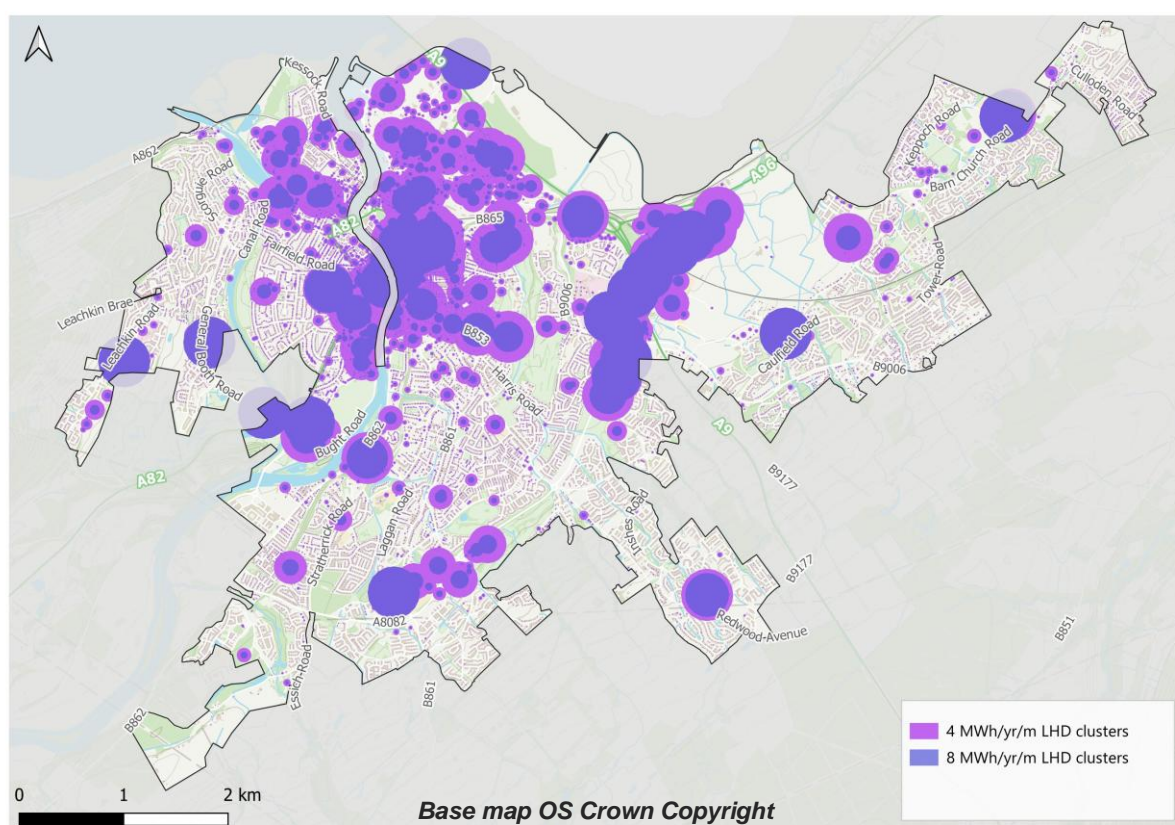 Kessock Road
A9
Culloden Road
Keppoch Road
A862
Scorguie Road
A96
Barn Church Road
Canal Road
A82
B865
Fairfield Road
Tower Road
Leachkin Brae
B9006
Leachkin Road
General Booth Road
B853
Caulfield Road
B9006
Harris Road
Bught Road
B862
B861
A9
A82
B9177
Stratherrick Road
Laggan Road
Inshes Road
B9177
A8082
Redwood-Avenue
B851
Essich-Road
B861
B862
4 MWh/yr/m LHD clusters
8 MWh/yr/m LHD clusters
0 1 2 km
Base map OS Crown Copyright